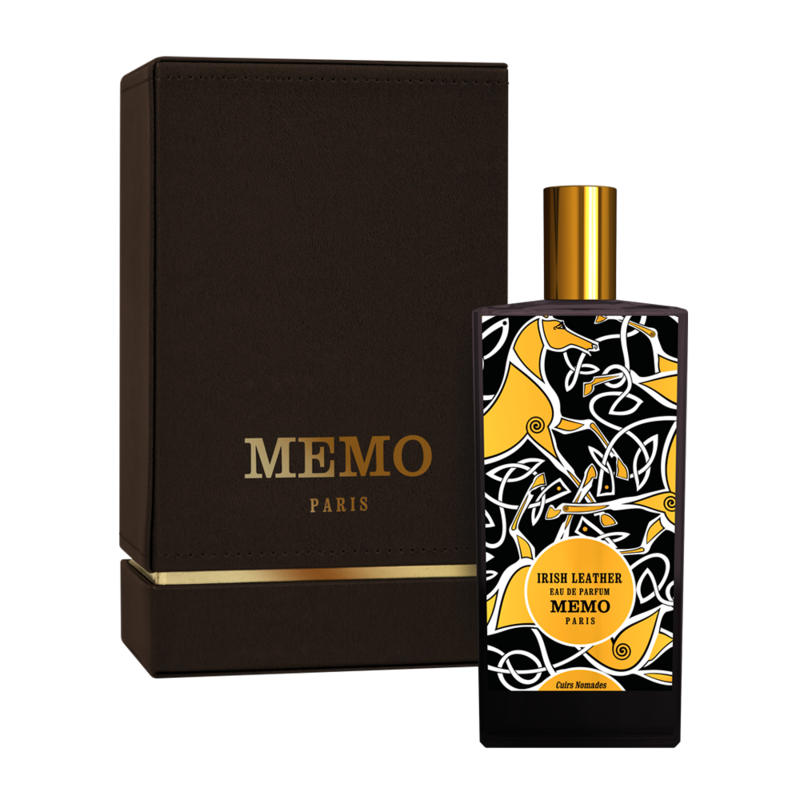 MEMO
PARIS
IRISH LEATHER
EAU DE PARFUM
MEMO
PARIS
Cuirs Nomades